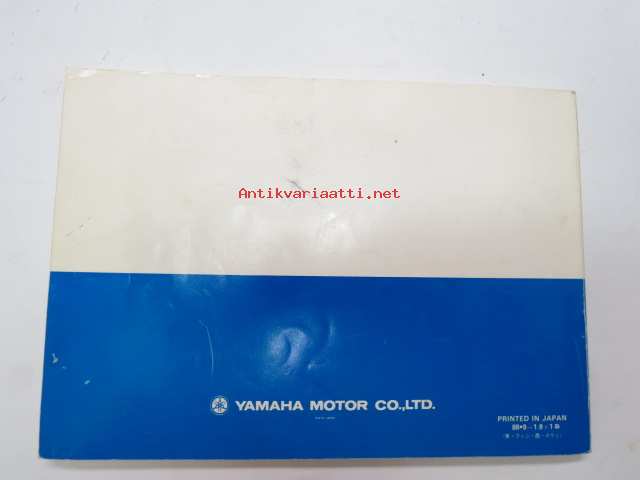 Antikvariaatti.net
YAMAHA MOTOR CO.,LTD.
PRINTED IN JAPAN